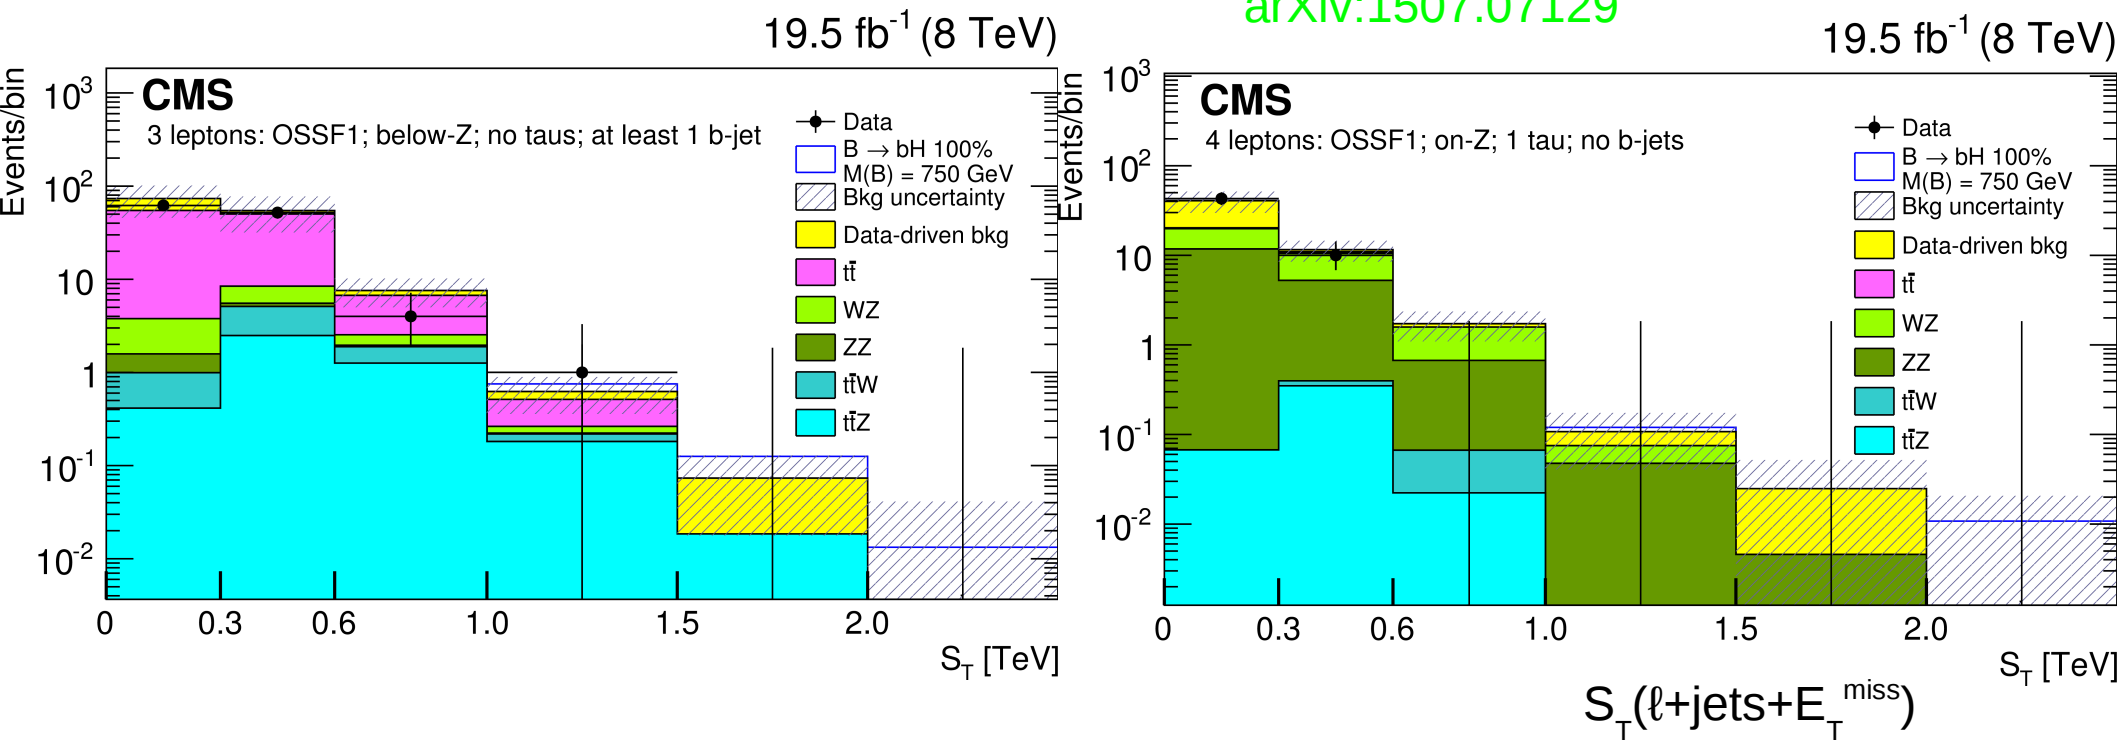 arXiv:1507.07129
19.5 fb⁻¹ (8 TeV)
Events/bin
10³
10²
10
1
10⁻¹
10⁻²
CMS
3 leptons: OSSF1; below-Z; no taus; at least 1 b-jet
Data
B → bH 100%
M(B) = 750 GeV
Bkg uncertainty
Data-driven bkg
tt̄
WZ
ZZ
tt̄W
tt̄Z
0 0.3 0.6 1.0 1.5 2.0
S_T [TeV]
19.5 fb⁻¹ (8 TeV)
Events/bin
10³
10²
10
1
10⁻¹
10⁻²
CMS
4 leptons: OSSF1; on-Z; 1 tau; no b-jets
Data
B → bH 100%
M(B) = 750 GeV
Bkg uncertainty
Data-driven bkg
tt̄
WZ
ZZ
tt̄W
tt̄Z
0 0.3 0.6 1.0 1.5 2.0
S_T [TeV]
S_T(ℓ+jets+E_T^miss)